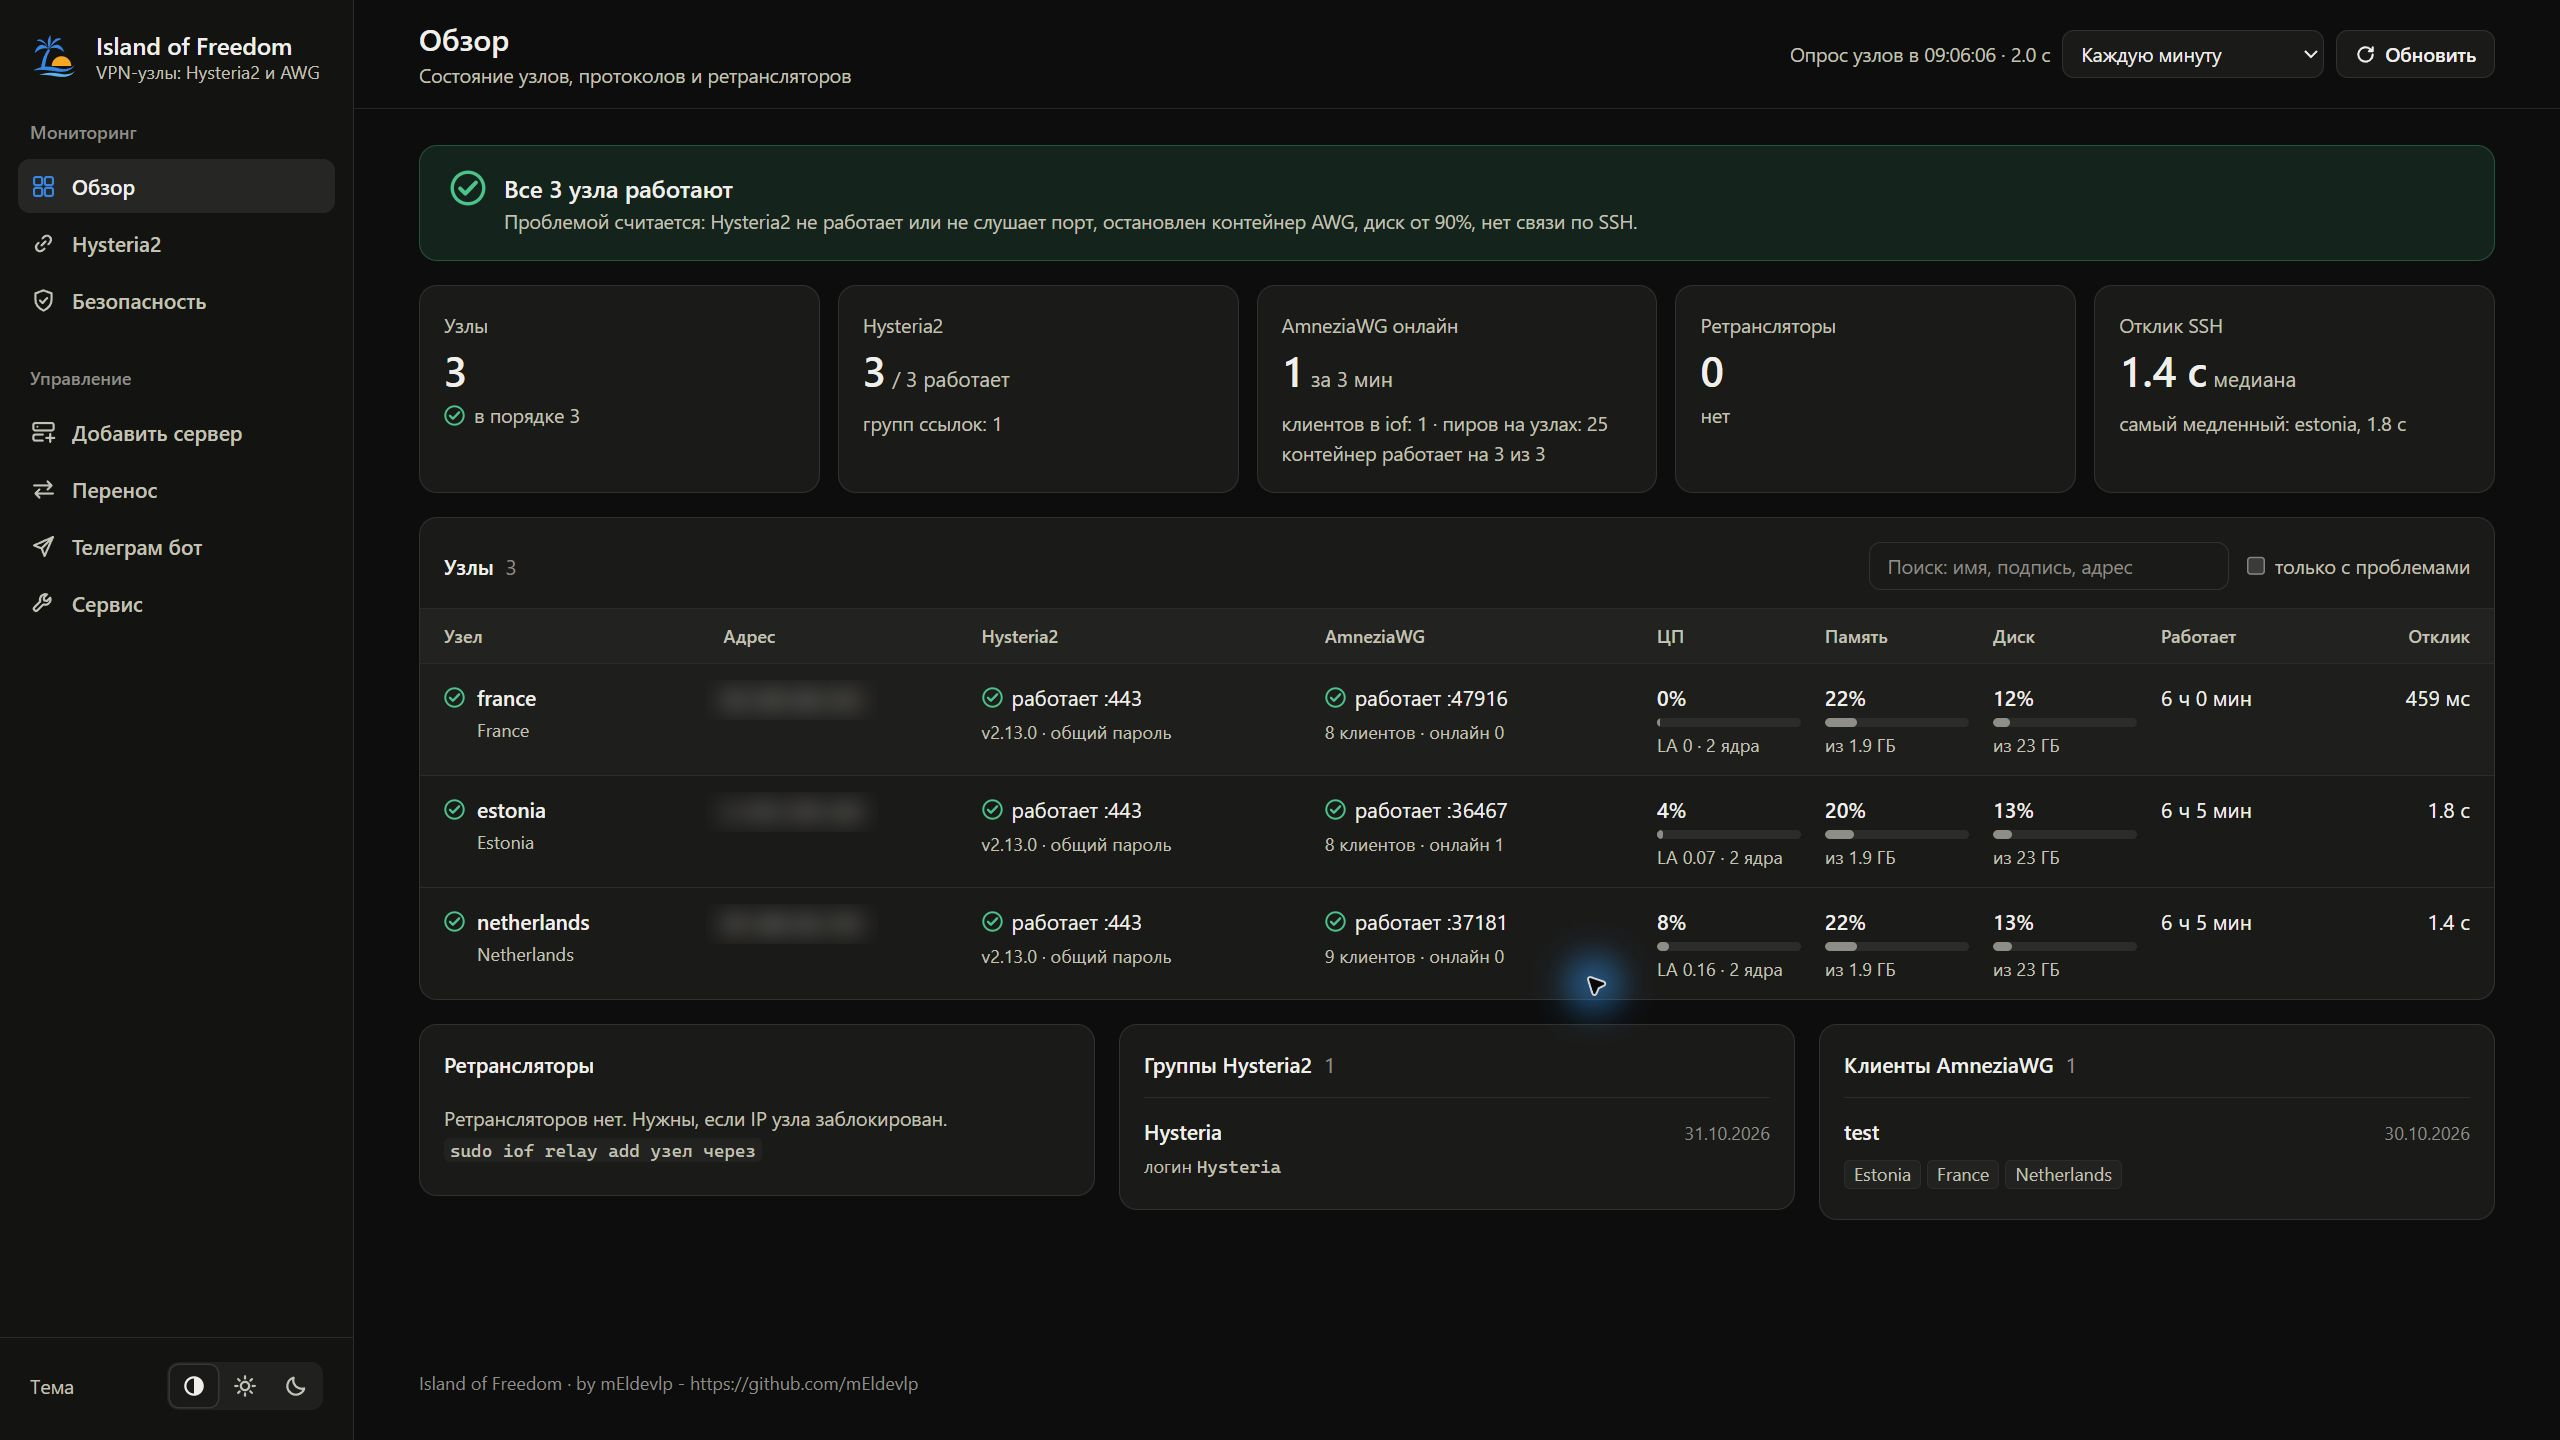 Island of Freedom
VPN-узлы: Hysteria2 и AWG
Мониторинг
Обзор
Hysteria2
Безопасность
Управление
Добавить сервер
Перенос
Телеграм бот
Сервис
Тема
Обзор
Состояние узлов, протоколов и ретрансляторов
Опрос узлов в 09:06:06 · 2.0 с
Каждую минуту
Обновить
Все 3 узла работают
Проблемой считается: Hysteria2 не работает или не слушает порт, остановлен контейнер AWG, диск от 90%, нет связи по SSH.
Узлы
3
в порядке 3
Hysteria2
3 / 3 работает
групп ссылок: 1
AmneziaWG онлайн
1 за 3 мин
клиентов в iof: 1 · пиров на узлах: 25
контейнер работает на 3 из 3
Ретрансляторы
0
нет
Отклик SSH
1.4 с медиана
самый медленный: estonia, 1.8 с
Узлы 3
Поиск: имя, подпись, адрес
только с проблемами
Узел Адрес Hysteria2 AmneziaWG ЦП Память Диск Работает Отклик
france работает :443 работает :47916 0% 22% 12% 6 ч 0 мин 459 мс
France v2.13.0 · общий пароль 8 клиентов · онлайн 0 LA 0 · 2 ядра из 1.9 ГБ из 23 ГБ
estonia работает :443 работает :36467 4% 20% 13% 6 ч 5 мин 1.8 с
Estonia v2.13.0 · общий пароль 8 клиентов · онлайн 1 LA 0.07 · 2 ядра из 1.9 ГБ из 23 ГБ
netherlands работает :443 работает :37181 8% 22% 13% 6 ч 5 мин 1.4 с
Netherlands v2.13.0 · общий пароль 9 клиентов · онлайн 0 LA 0.16 · 2 ядра из 1.9 ГБ из 23 ГБ
Ретрансляторы
Ретрансляторов нет. Нужны, если IP узла заблокирован.
sudo iof relay add узел через
Группы Hysteria2 1
Hysteria 31.10.2026
логин Hysteria
Клиенты AmneziaWG 1
test 30.10.2026
Estonia France Netherlands
Island of Freedom · by mEldevlp - https://github.com/mEldevlp